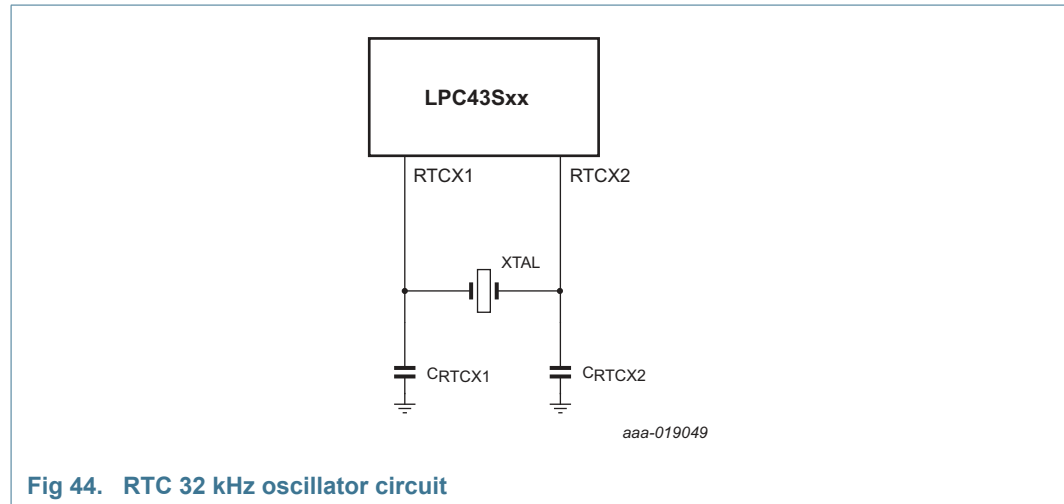 LPC43Sxx
RTCX1
RTCX2
XTAL
CRTCX1
CRTCX2
aaa-019049
Fig 44. RTC 32 kHz oscillator circuit